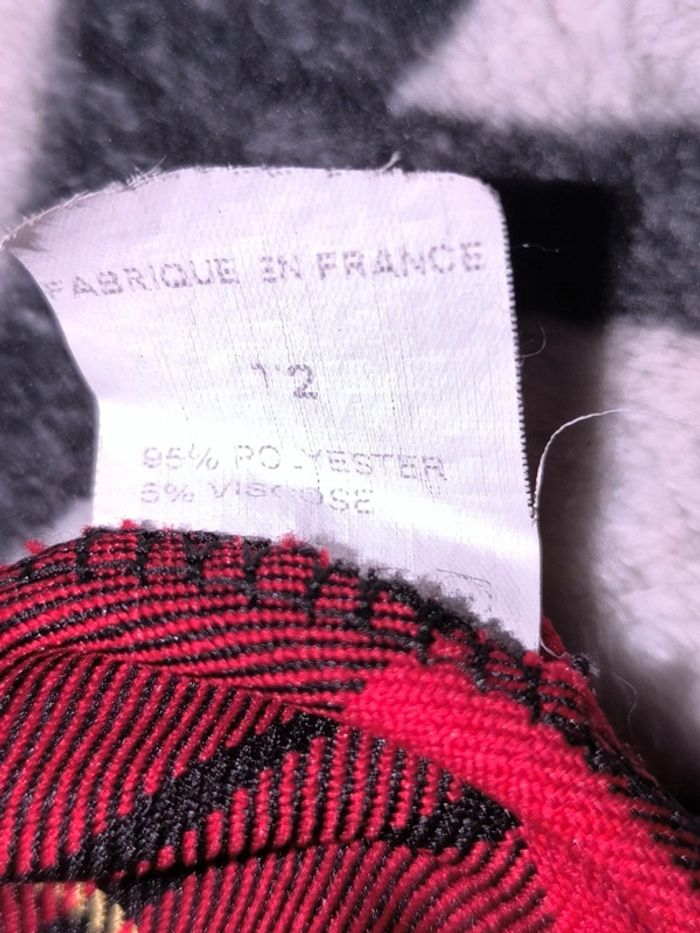 FABRIQUE EN FRANCE
12
95% POLYESTER
5% VISCOSE